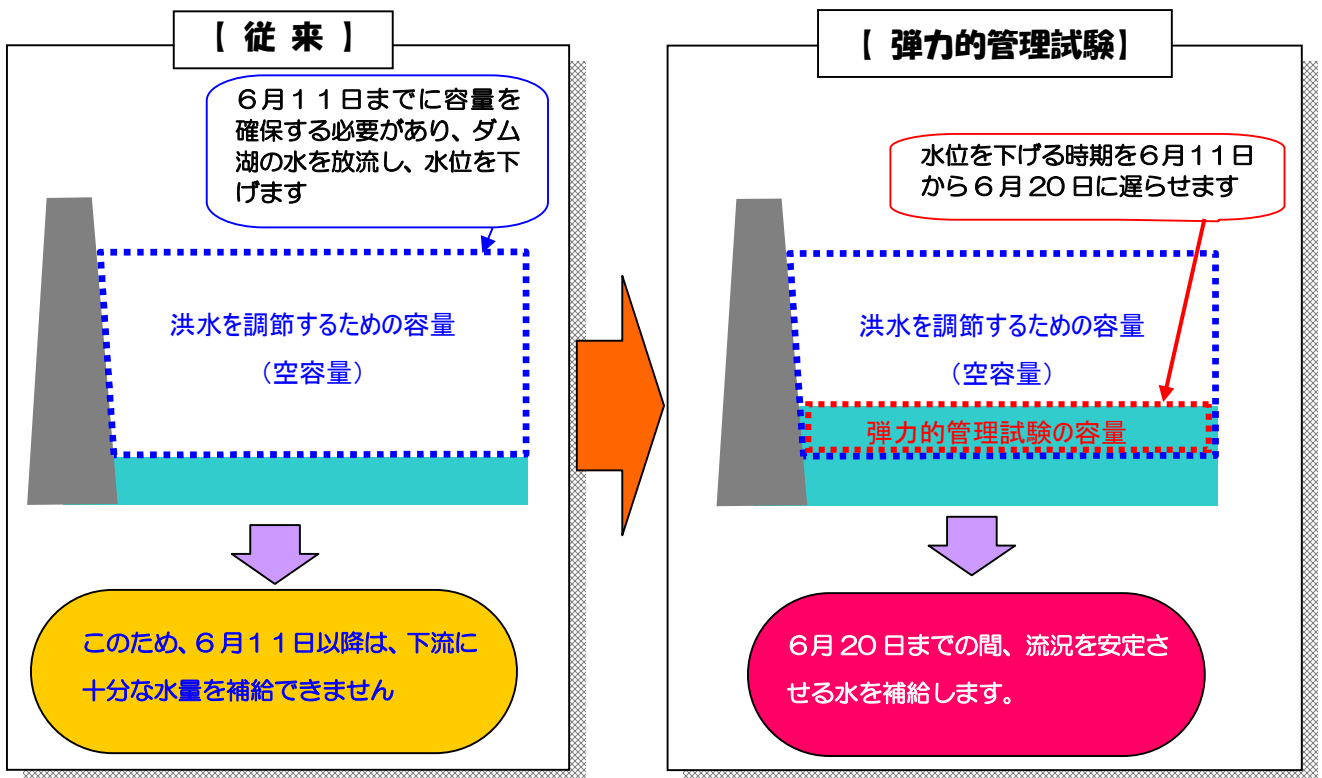 【 従 来 】
6月11日までに容量を
確保する必要があり、ダム
湖の水を放流し、水位を下
げます
洪水を調節するための容量
（空容量）
このため、6月11日以降は、下流に
十分な水量を補給できません
【 弾力的管理試験】
水位を下げる時期を6月11日
から6月20日に遅らせます
洪水を調節するための容量
（空容量）
弾力的管理試験の容量
6月20日までの間、流況を安定さ
せる水を補給します。